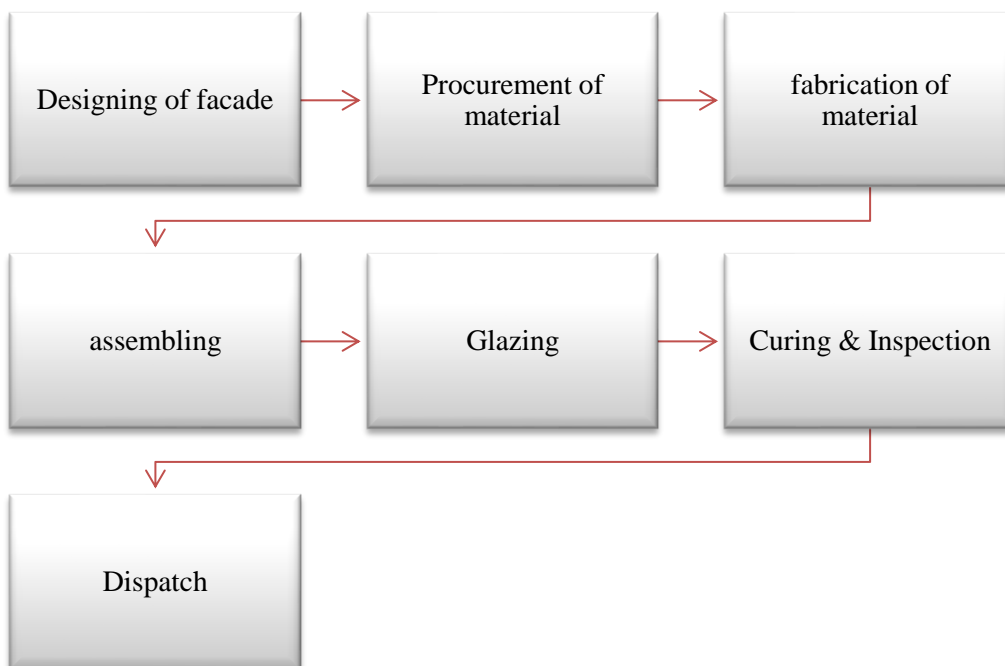 Designing of facade
Procurement of
material
fabrication of
material
assembling
Glazing
Curing & Inspection
Dispatch